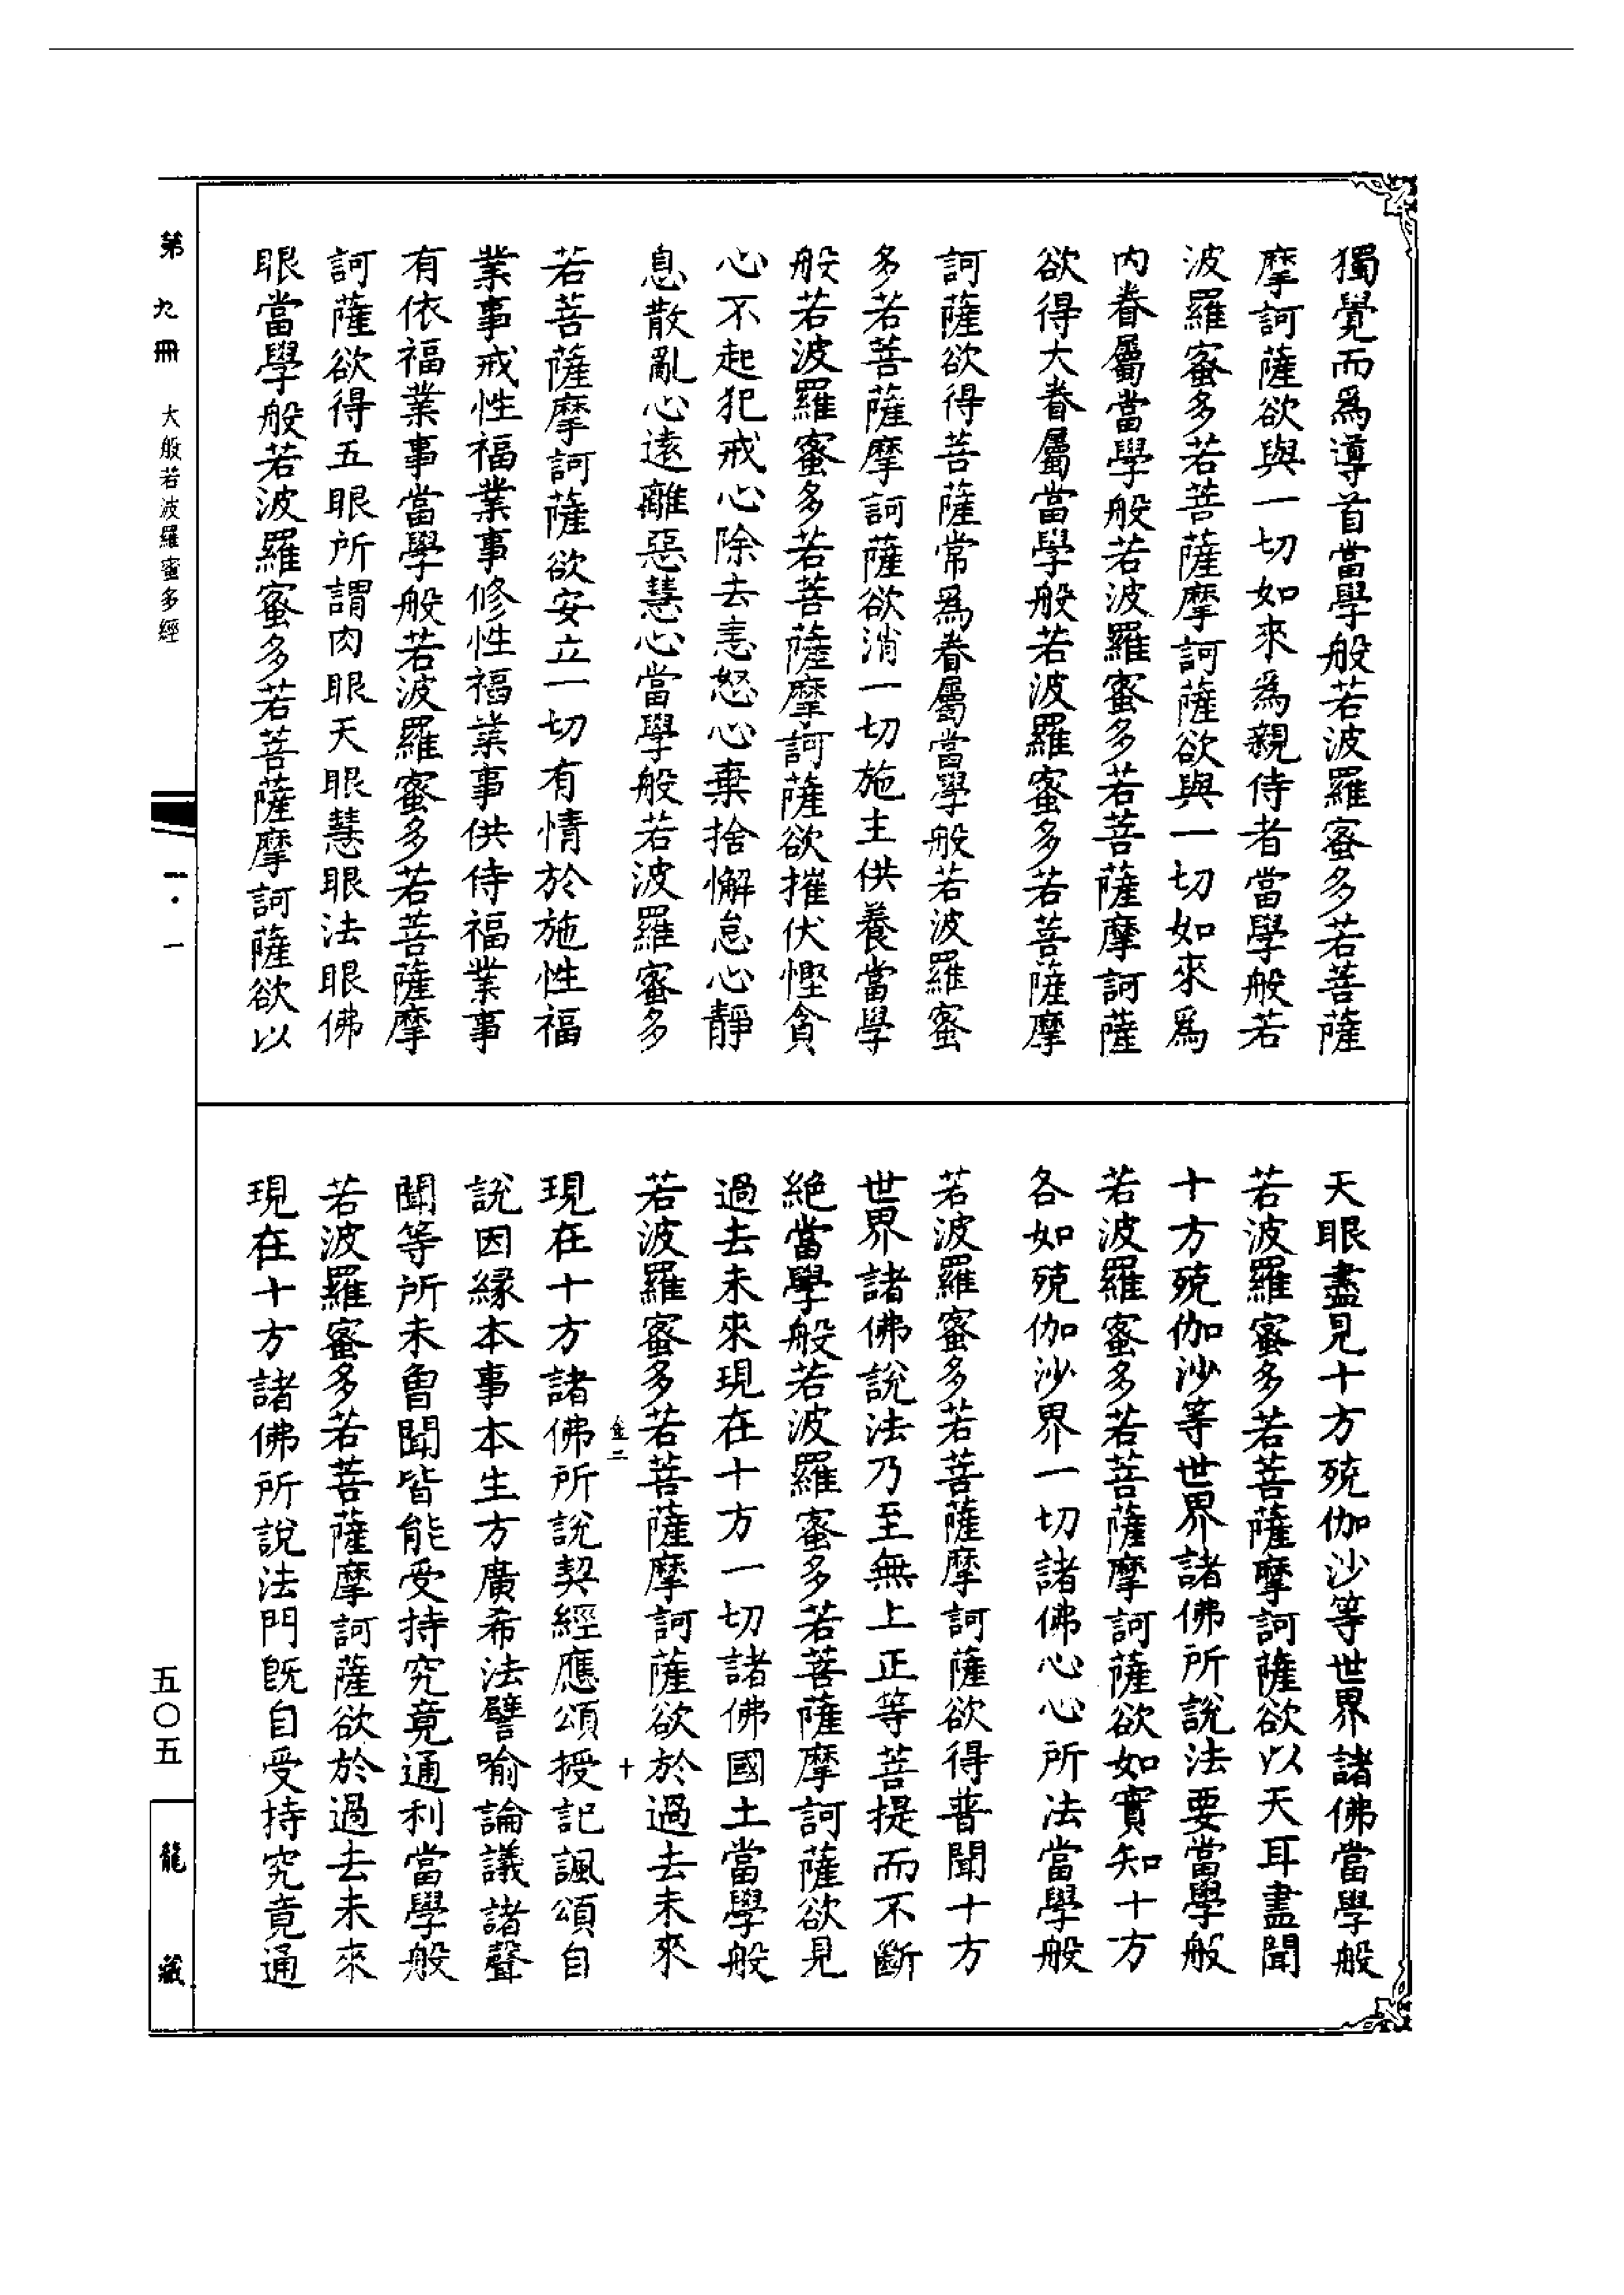 獨覺而爲導首當學般若波羅蜜多若菩薩
摩訶薩欲與一切如來爲親侍者當學般若
波羅蜜多若菩薩摩訶薩欲與一切如來爲
內眷屬當學般若波羅蜜多若菩薩摩訶薩
欲得大眷屬當學般若波羅蜜多若菩薩摩
訶薩欲得菩薩常爲眷屬當學般若波羅蜜
多若菩薩摩訶薩欲消一切施主供養當學
般若波羅蜜多若菩薩摩訶薩欲摧伏慳貪
心不起犯戒心除去恚怒心棄捨懈怠心靜
息散亂心遠離惡慧心當學般若波羅蜜多
若菩薩摩訶薩欲安立一切有情於施性福
業事戒性福業事修性福業事供侍福業事
有依福業事當學般若波羅蜜多若菩薩摩
訶薩欲得五眼所謂肉眼天眼慧眼法眼佛
眼當學般若波羅蜜多若菩薩摩訶薩欲以
天眼盡見十方殑伽沙等世界諸佛當學般
若波羅蜜多若菩薩摩訶薩欲以天耳盡聞
十方殑伽沙等世界諸佛所說法要當學般
若波羅蜜多若菩薩摩訶薩欲如實知十方
各如殑伽沙界一切諸佛心心所法當學般
若波羅蜜多若菩薩摩訶薩欲得普聞十方
世界諸佛說法乃至無上正等菩提而不斷
絕當學般若波羅蜜多若菩薩摩訶薩欲見
過去未來現在十方一切諸佛國土當學般
若波羅蜜多若菩薩摩訶薩欲於過去未來
金二 十
現在十方諸佛所說契經應頌授記諷頌自
說因緣本事本生方廣希法譬喻論議諸聲
聞等所未曾聞皆能受持究竟通利當學般
若波羅蜜多若菩薩摩訶薩欲於過去未來
現在十方諸佛所說法門旣自受持究竟通
第九冊 大般若波羅蜜多經
一·一
五〇五
龍藏